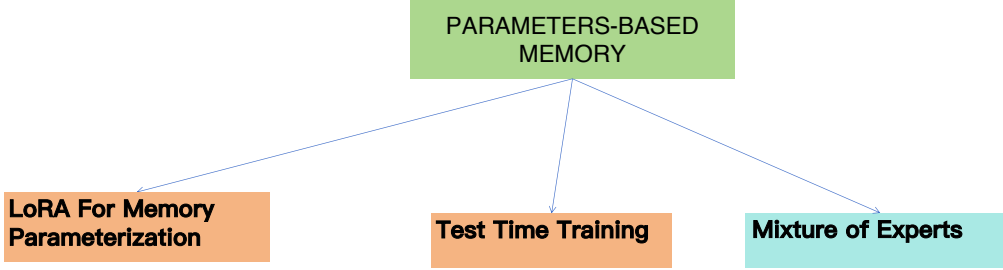 PARAMETERS-BASED
MEMORY
LoRA For Memory
Parameterization
Test Time Training
Mixture of Experts